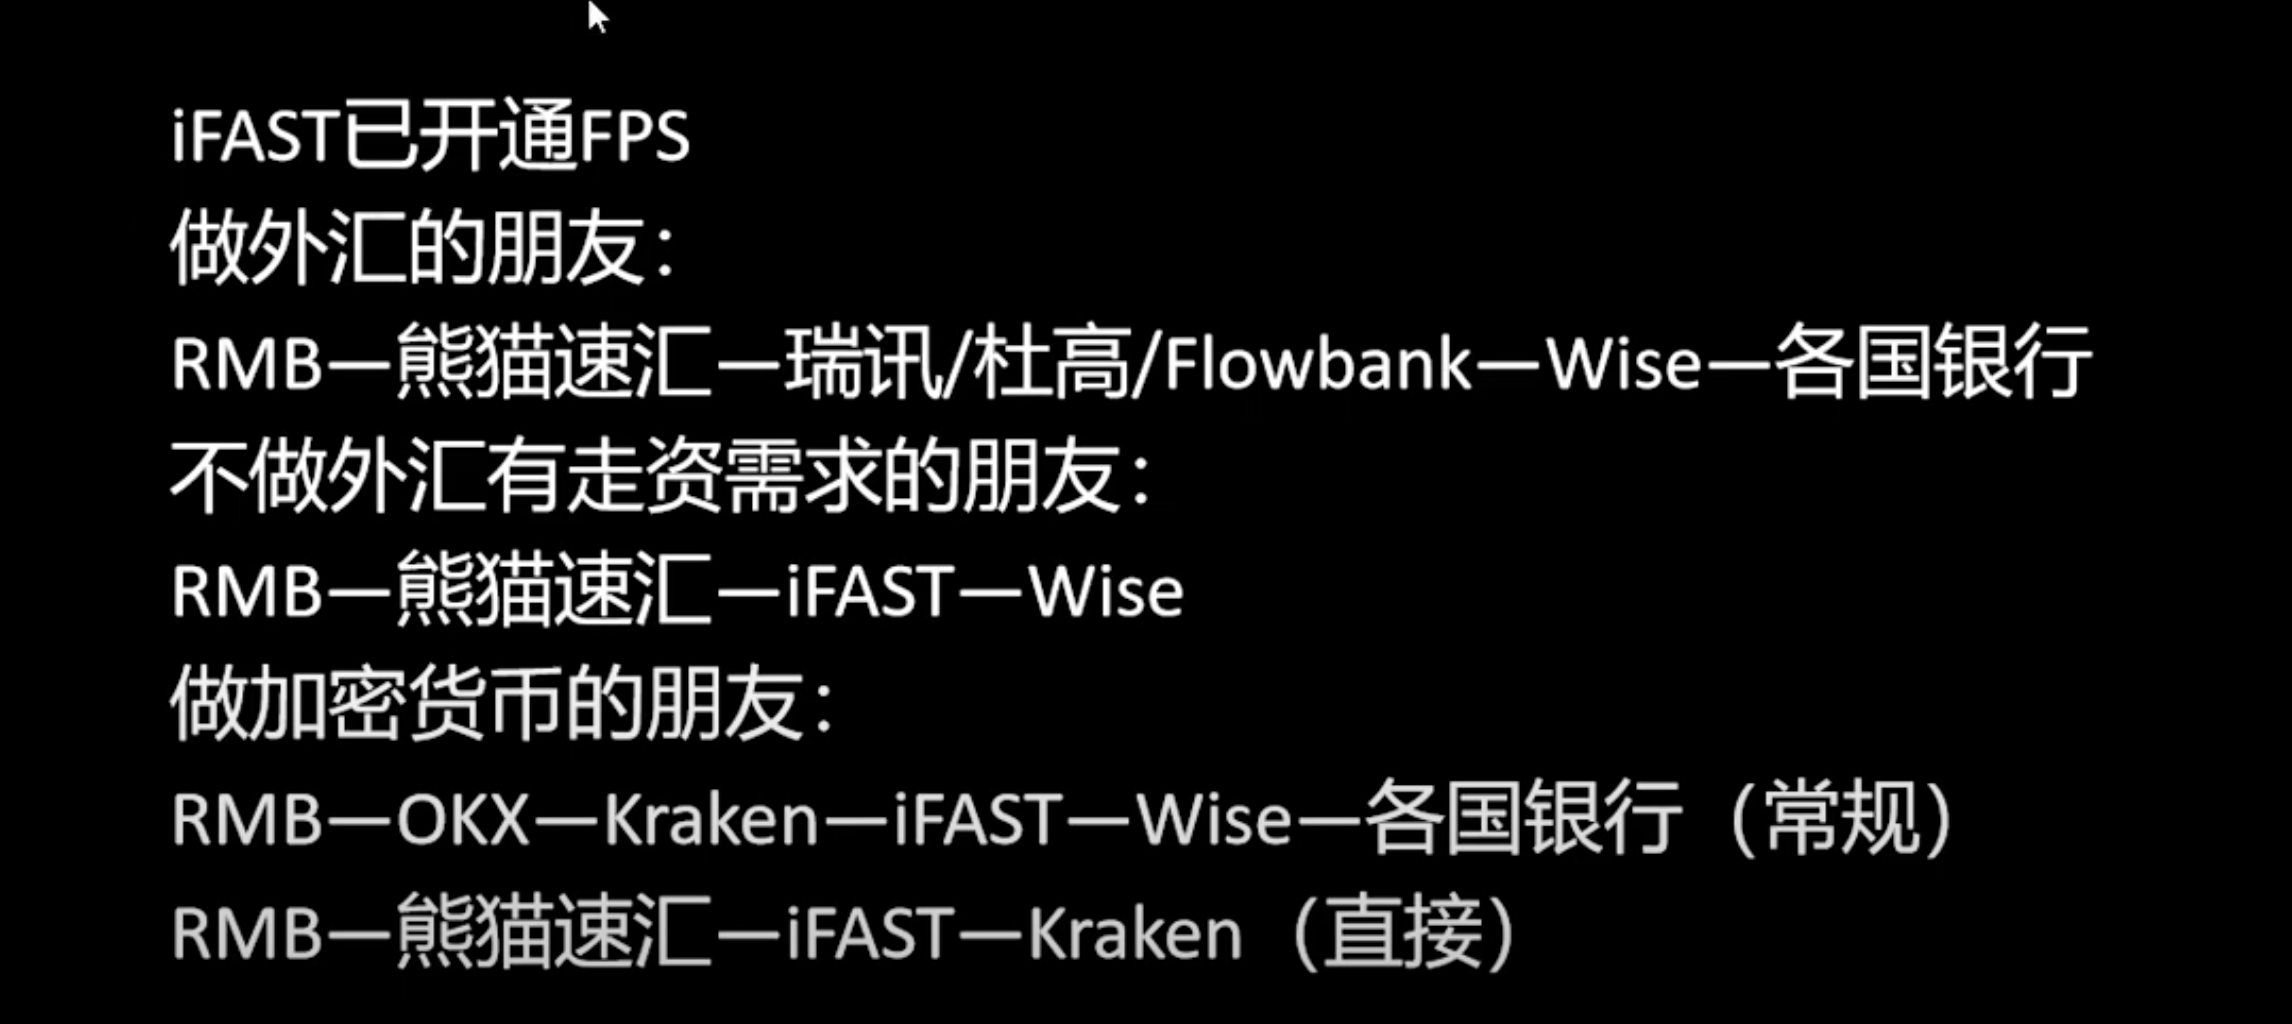 iFAST已开通FPS
做外汇的朋友：
RMB—熊猫速汇—瑞讯/杜高/Flowbank—Wise—各国银行
不做外汇有走资需求的朋友：
RMB—熊猫速汇—iFAST—Wise
做加密货币的朋友：
RMB—OKX—Kraken—iFAST—Wise—各国银行（常规）
RMB—熊猫速汇—iFAST—Kraken（直接）